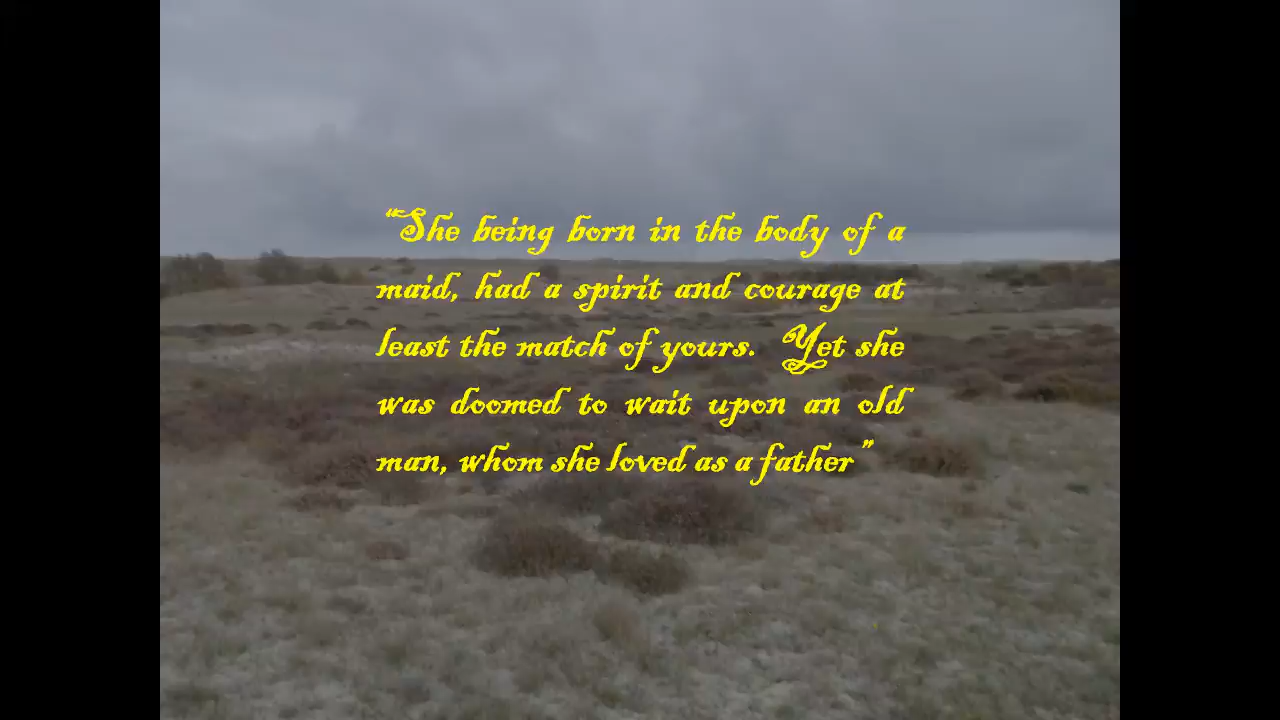 “She being born in the body of a
maid, had a spirit and courage at
least the match of yours. Yet she
was doomed to wait upon an old
man, whom she loved as a father”